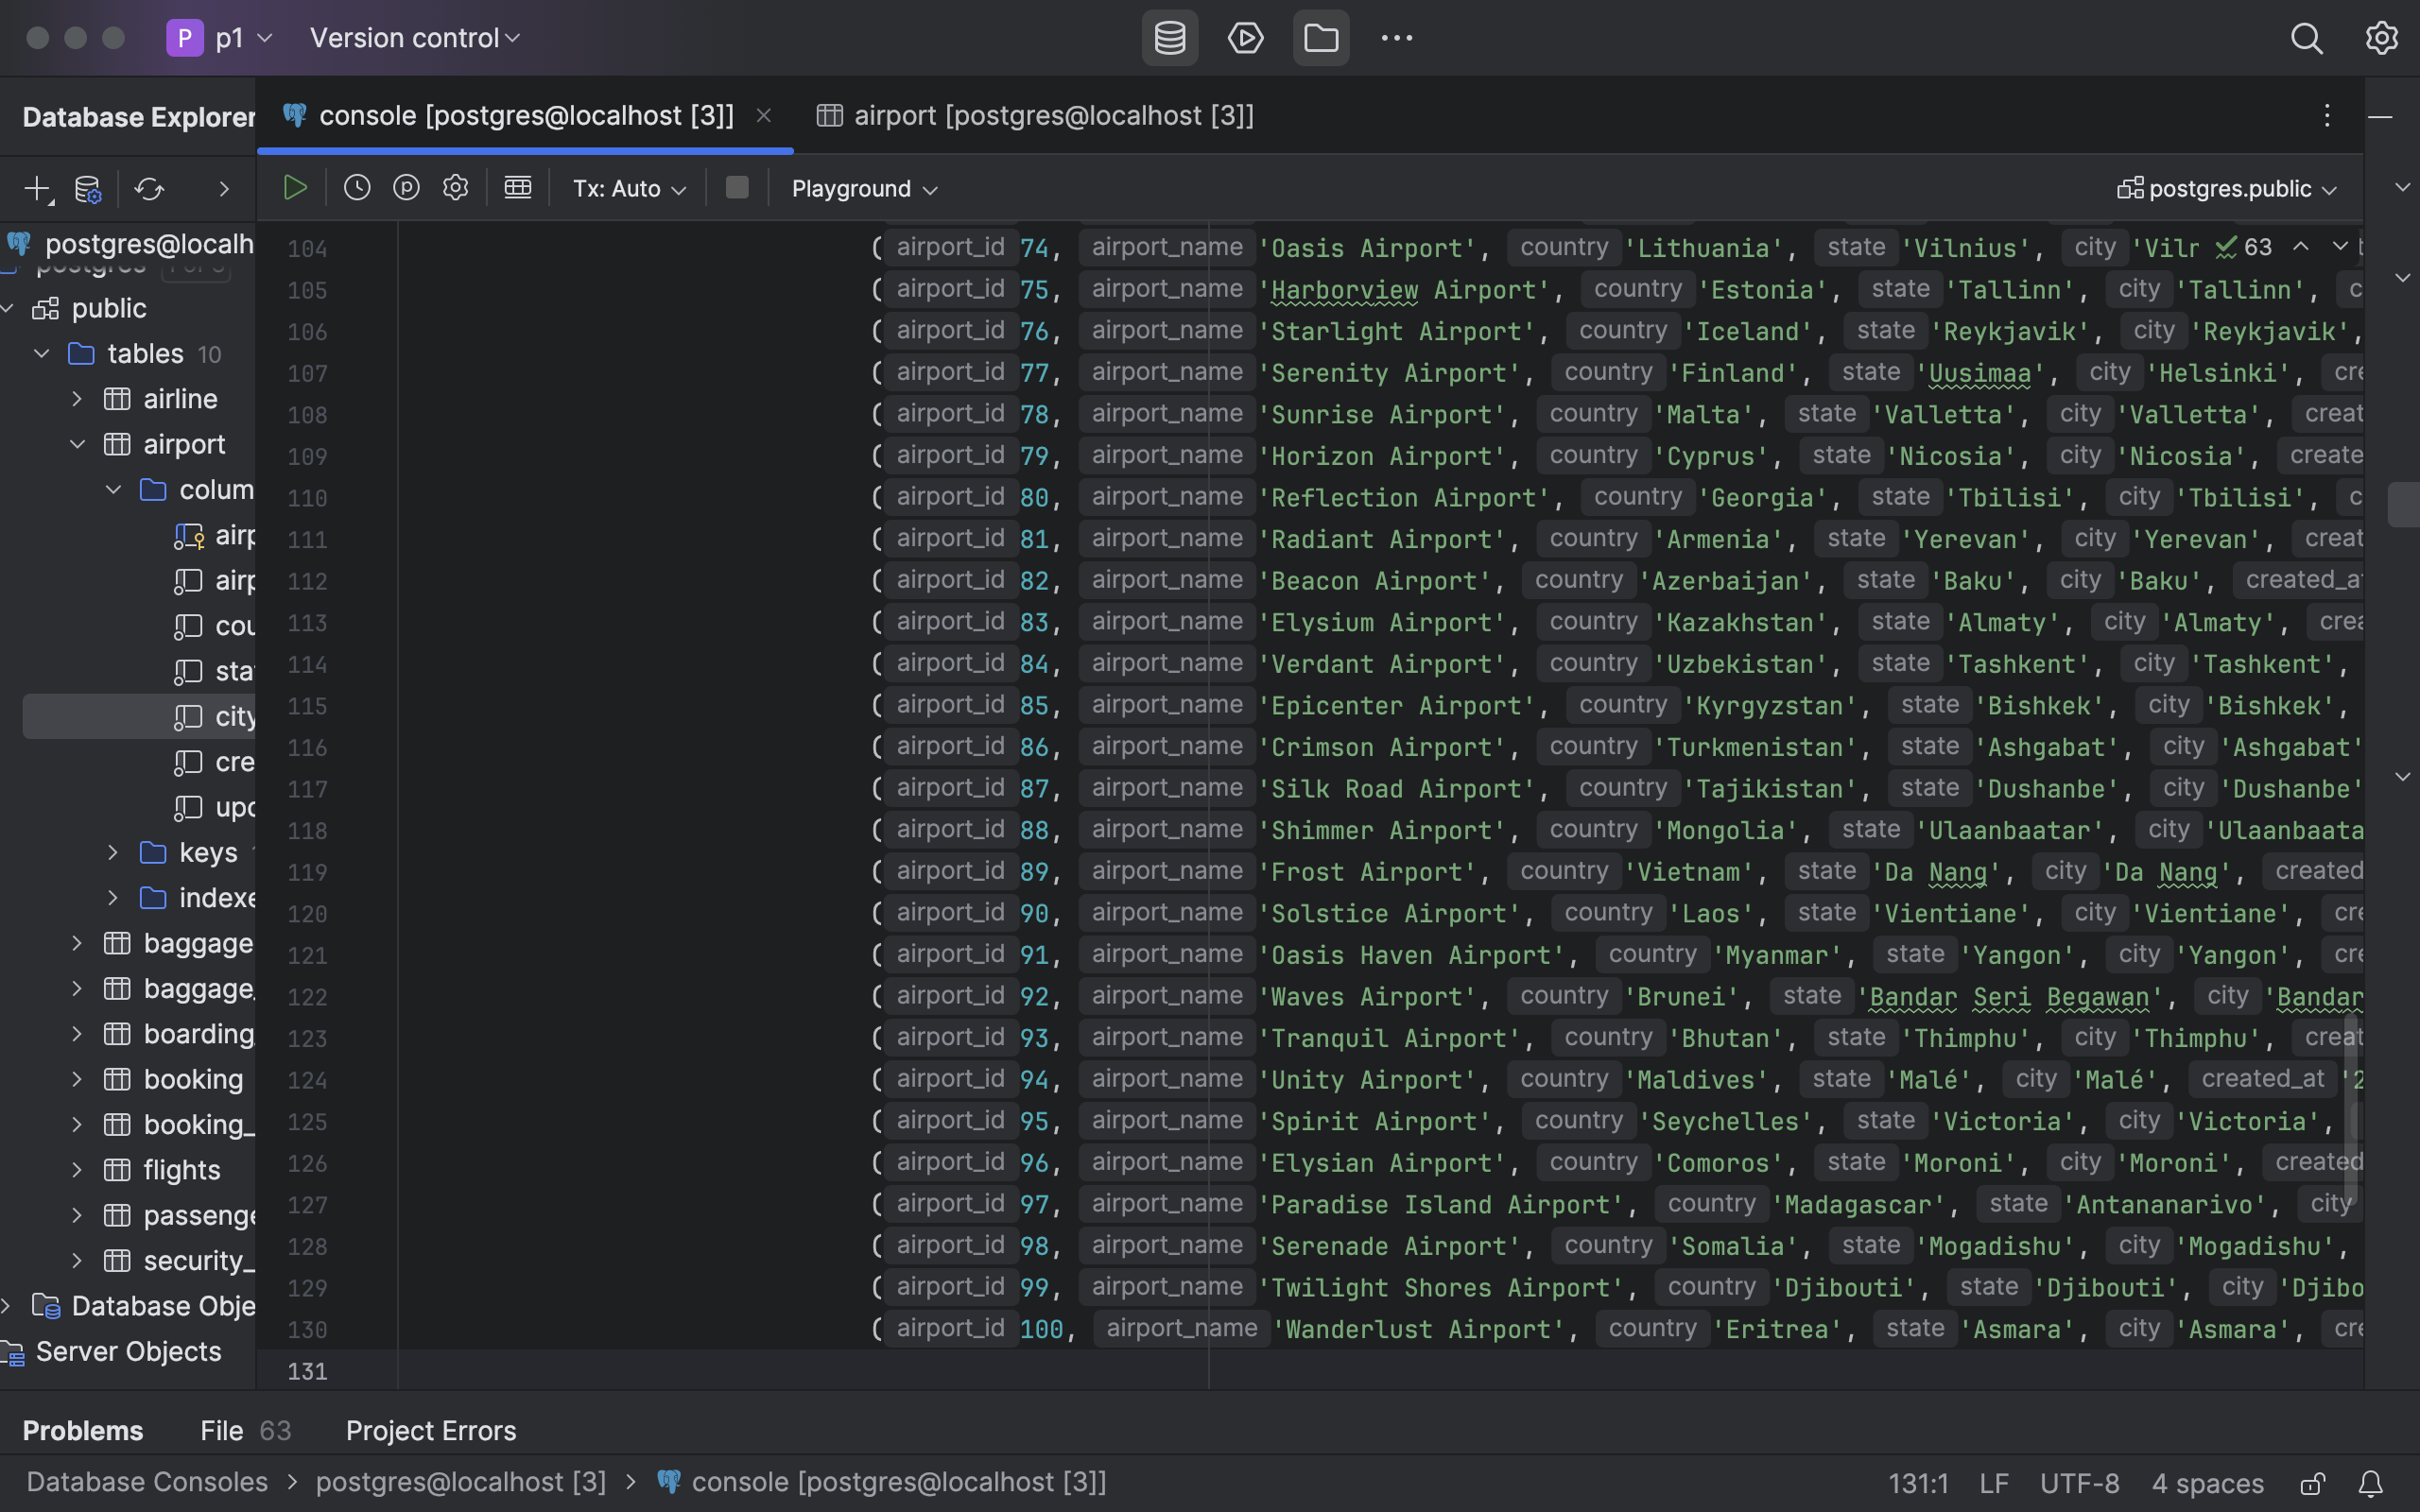 P p1 Version control
Database Explorer
console [postgres@localhost [3]] airport [postgres@localhost [3]]
Tx: Auto Playground postgres.public
postgres@localh
public
tables 10
airline
airport
colum
airp
airp
cou
sta
city
cre
upd
keys
indexe
baggage
baggage_
boarding_
booking
booking_
flights
passenge
security_
Database Obje
Server Objects
104 ( airport_id 74, airport_name 'Oasis Airport', country 'Lithuania', state 'Vilnius', city 'Vilr 63
105 ( airport_id 75, airport_name 'Harborview Airport', country 'Estonia', state 'Tallinn', city 'Tallinn', c
106 ( airport_id 76, airport_name 'Starlight Airport', country 'Iceland', state 'Reykjavik', city 'Reykjavik',
107 ( airport_id 77, airport_name 'Serenity Airport', country 'Finland', state 'Uusimaa', city 'Helsinki', cre
108 ( airport_id 78, airport_name 'Sunrise Airport', country 'Malta', state 'Valletta', city 'Valletta', creat
109 ( airport_id 79, airport_name 'Horizon Airport', country 'Cyprus', state 'Nicosia', city 'Nicosia', create
110 ( airport_id 80, airport_name 'Reflection Airport', country 'Georgia', state 'Tbilisi', city 'Tbilisi', c
111 ( airport_id 81, airport_name 'Radiant Airport', country 'Armenia', state 'Yerevan', city 'Yerevan', creat
112 ( airport_id 82, airport_name 'Beacon Airport', country 'Azerbaijan', state 'Baku', city 'Baku', created_at
113 ( airport_id 83, airport_name 'Elysium Airport', country 'Kazakhstan', state 'Almaty', city 'Almaty', crea
114 ( airport_id 84, airport_name 'Verdant Airport', country 'Uzbekistan', state 'Tashkent', city 'Tashkent',
115 ( airport_id 85, airport_name 'Epicenter Airport', country 'Kyrgyzstan', state 'Bishkek', city 'Bishkek',
116 ( airport_id 86, airport_name 'Crimson Airport', country 'Turkmenistan', state 'Ashgabat', city 'Ashgabat'
117 ( airport_id 87, airport_name 'Silk Road Airport', country 'Tajikistan', state 'Dushanbe', city 'Dushanbe'
118 ( airport_id 88, airport_name 'Shimmer Airport', country 'Mongolia', state 'Ulaanbaatar', city 'Ulaanbaata
119 ( airport_id 89, airport_name 'Frost Airport', country 'Vietnam', state 'Da Nang', city 'Da Nang', created
120 ( airport_id 90, airport_name 'Solstice Airport', country 'Laos', state 'Vientiane', city 'Vientiane', cre
121 ( airport_id 91, airport_name 'Oasis Haven Airport', country 'Myanmar', state 'Yangon', city 'Yangon', cre
122 ( airport_id 92, airport_name 'Waves Airport', country 'Brunei', state 'Bandar Seri Begawan', city 'Bandar
123 ( airport_id 93, airport_name 'Tranquil Airport', country 'Bhutan', state 'Thimphu', city 'Thimphu', creat
124 ( airport_id 94, airport_name 'Unity Airport', country 'Maldives', state 'Malé', city 'Malé', created_at '2
125 ( airport_id 95, airport_name 'Spirit Airport', country 'Seychelles', state 'Victoria', city 'Victoria',
126 ( airport_id 96, airport_name 'Elysian Airport', country 'Comoros', state 'Moroni', city 'Moroni', created
127 ( airport_id 97, airport_name 'Paradise Island Airport', country 'Madagascar', state 'Antananarivo', city
128 ( airport_id 98, airport_name 'Serenade Airport', country 'Somalia', state 'Mogadishu', city 'Mogadishu',
129 ( airport_id 99, airport_name 'Twilight Shores Airport', country 'Djibouti', state 'Djibouti', city 'Djibo
130 ( airport_id 100, airport_name 'Wanderlust Airport', country 'Eritrea', state 'Asmara', city 'Asmara', cre
131
Problems File 63 Project Errors
Database Consoles > postgres@localhost [3] > console [postgres@localhost [3]] 131:1 LF UTF-8 4 spaces